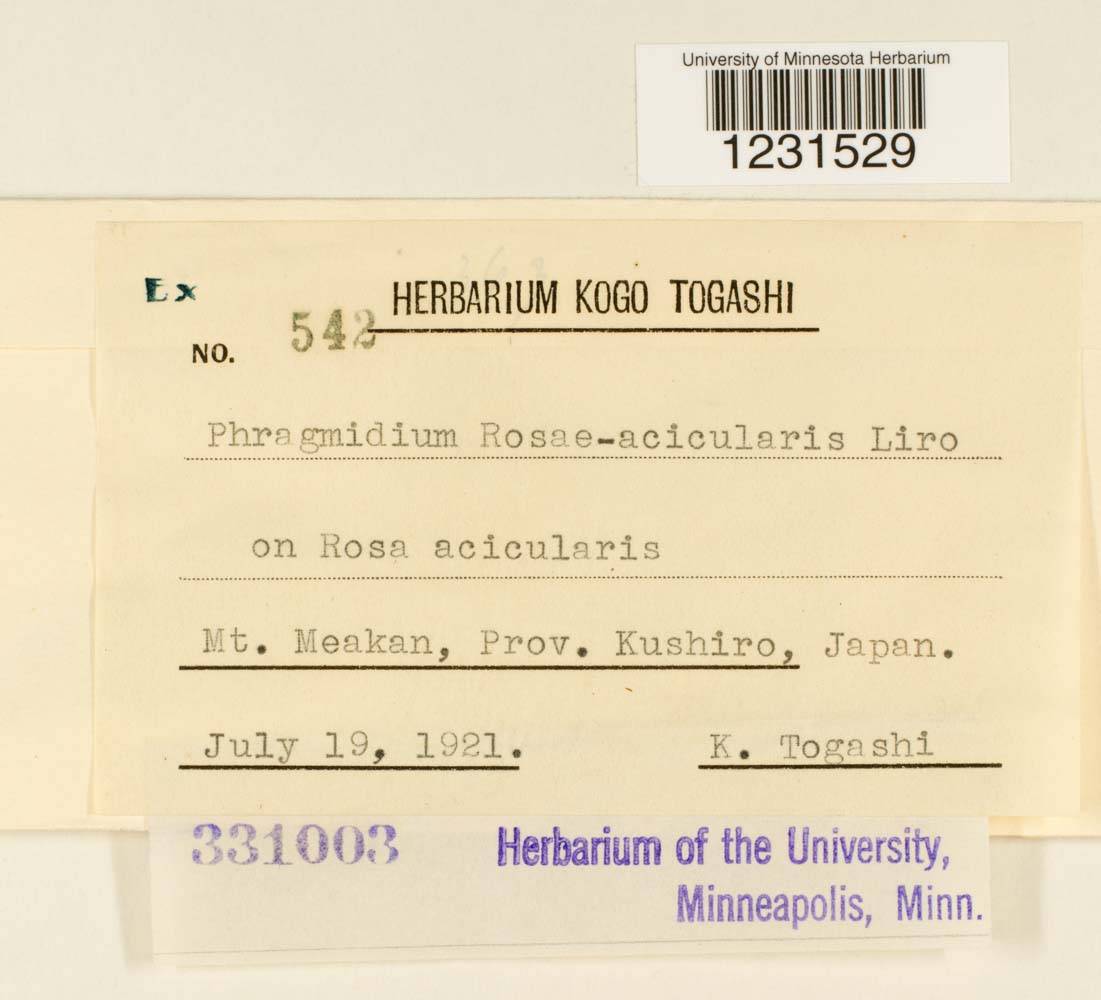 University of Minnesota Herbarium
1231529
Ex
HERBARIUM KOGO TOGASHI
NO. 542
Phragmidium Rosae-acicularis Liro
on Rosa acicularis
Mt. Meakan, Prov. Kushiro, Japan.
July 19, 1921. K. Togashi
331003 Herbarium of the University,
Minneapolis, Minn.